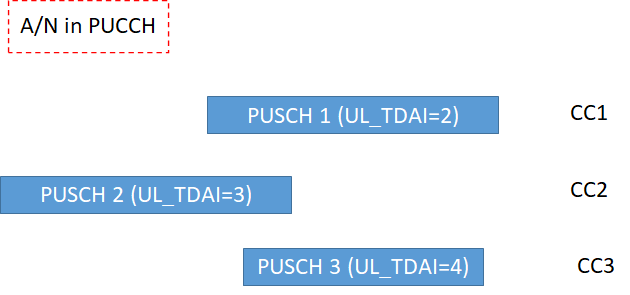 A/N in PUCCH
PUSCH 1 (UL_TDAI=2)
CC1
PUSCH 2 (UL_TDAI=3)
CC2
PUSCH 3 (UL_TDAI=4)
CC3